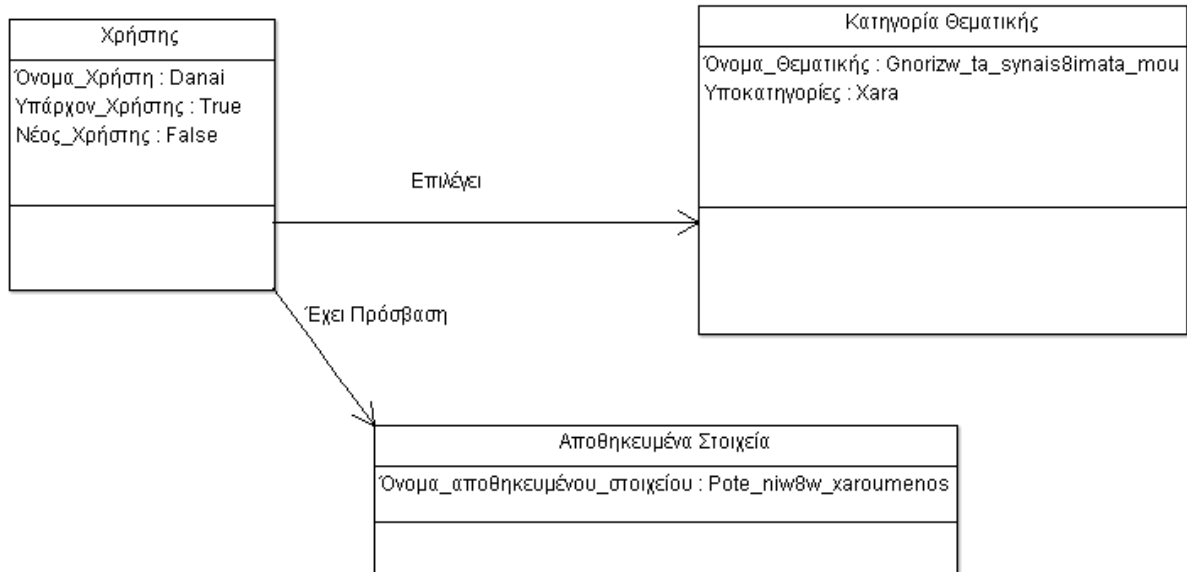 Χρήστης
Όνομα_Χρήστη : Danai
Υπάρχον_Χρήστης : True
Νέος_Χρήστης : False
Κατηγορία Θεματικής
Όνομα_Θεματικής : Gnorizw_ta_synais8imata_mou
Υποκατηγορίες : Xara
Επιλέγει
Έχει Πρόσβαση
Αποθηκευμένα Στοιχεία
Όνομα_αποθηκευμένου_στοιχείου : Pote_niw8w_xaroumenos